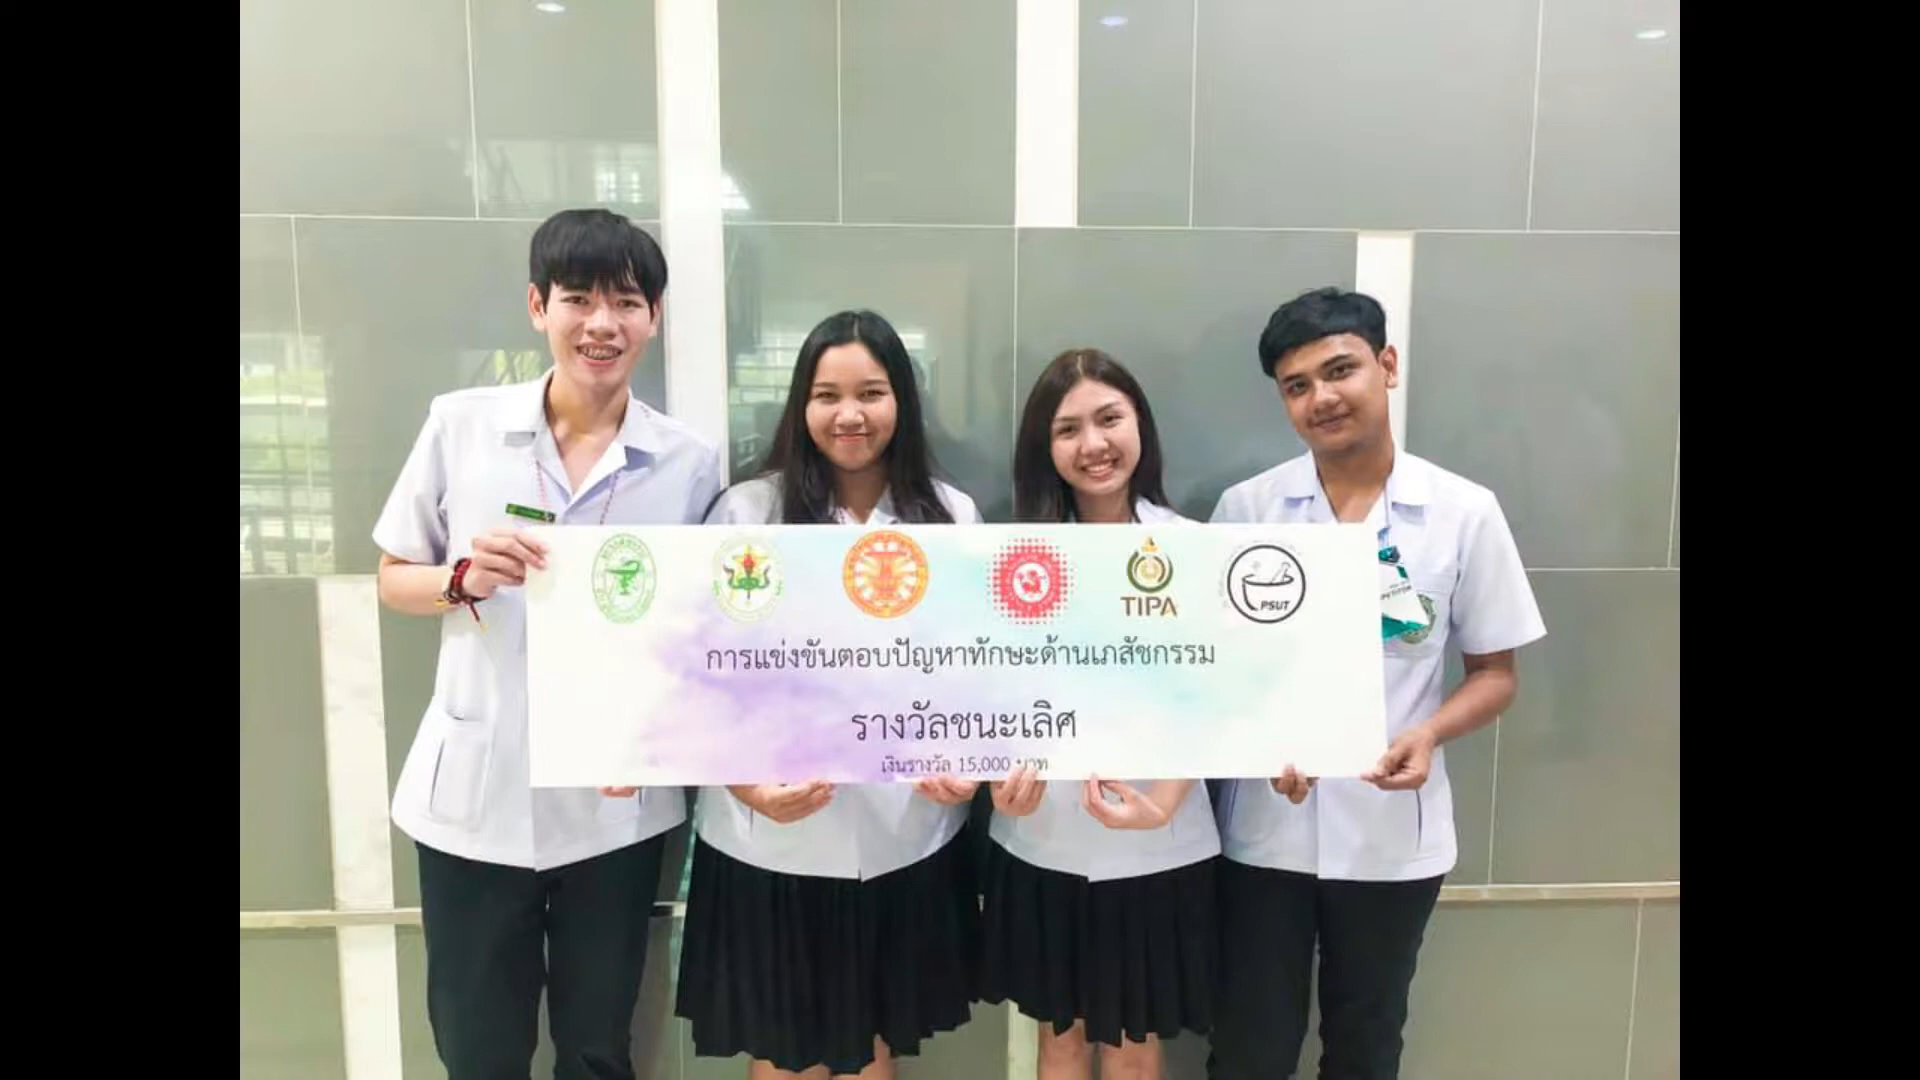 TIPA
PSUT
การแข่งขันตอบปัญหาทักษะด้านเภสัชกรรม
รางวัลชนะเลิศ
เงินรางวัล 15,000 บาท